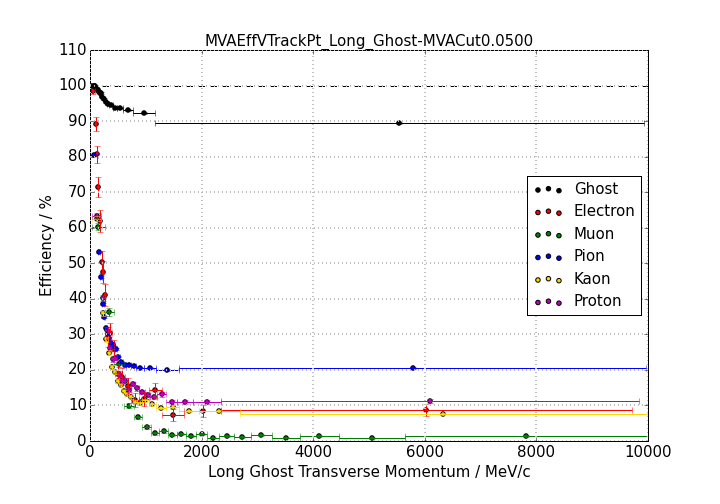 MVAEffVTrackPt_Long_Ghost-MVACut0.0500
110
100
90
80
70
60
50
40
30
20
10
0
Efficiency / %
Ghost
Electron
Muon
Pion
Kaon
Proton
0 2000 4000 6000 8000 10000
Long Ghost Transverse Momentum / MeV/c